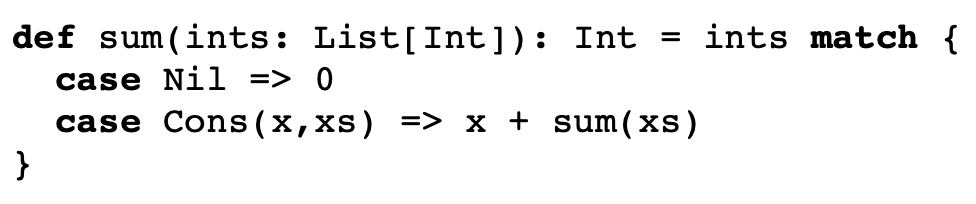 def sum(ints: List[Int]): Int = ints match {
  case Nil => 0
  case Cons(x,xs) => x + sum(xs)
}